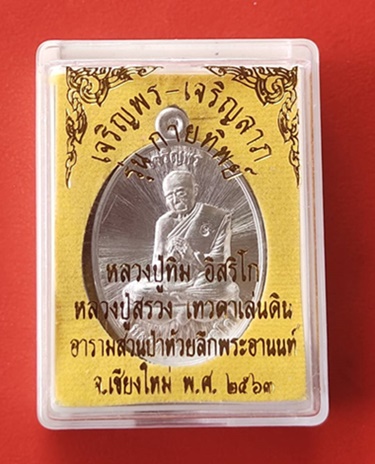 เจริญพร-เจริญลาภ
รุ่นกายทิพย์
เจริญพร
หลวงปู่ทิม อิสริโก
หลวงปู่สรวง เทวดาเล่นดิน
อารามสวนป่าห้วยลึกพระอานนท์
จ.เชียงใหม่ พ.ศ. ๒๕๖๓